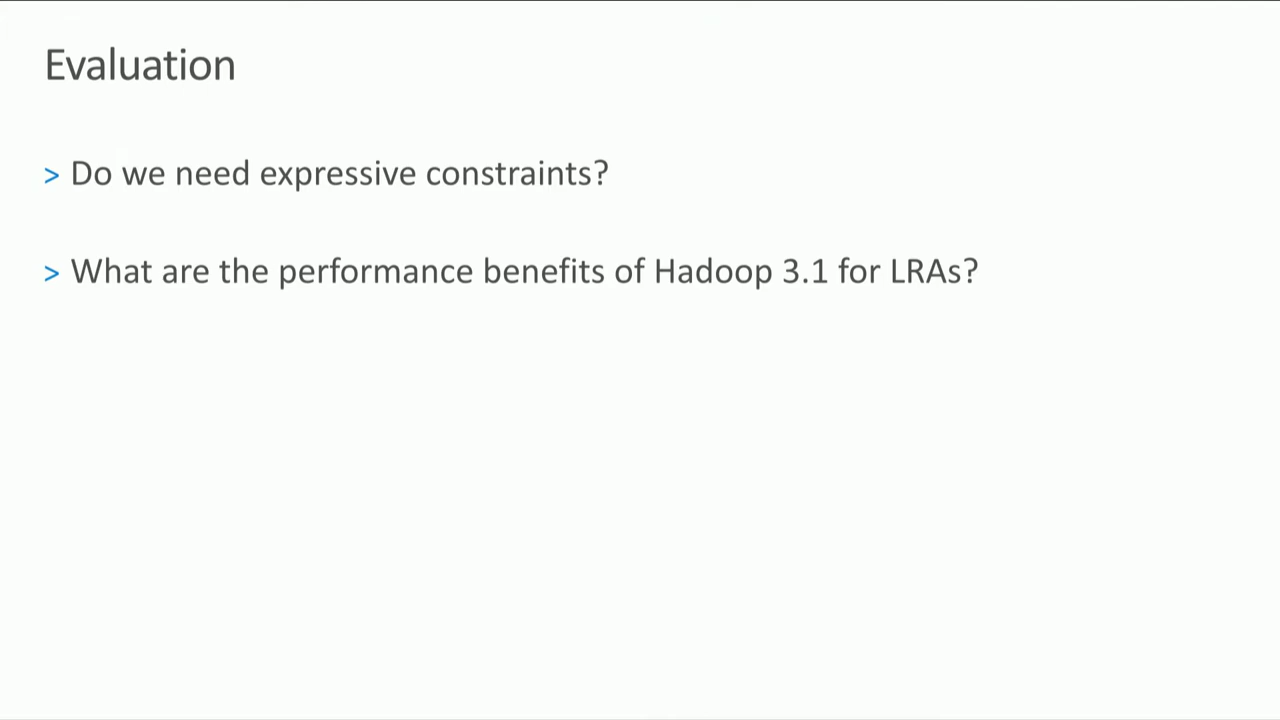 Evaluation
> Do we need expressive constraints?
> What are the performance benefits of Hadoop 3.1 for LRAs?